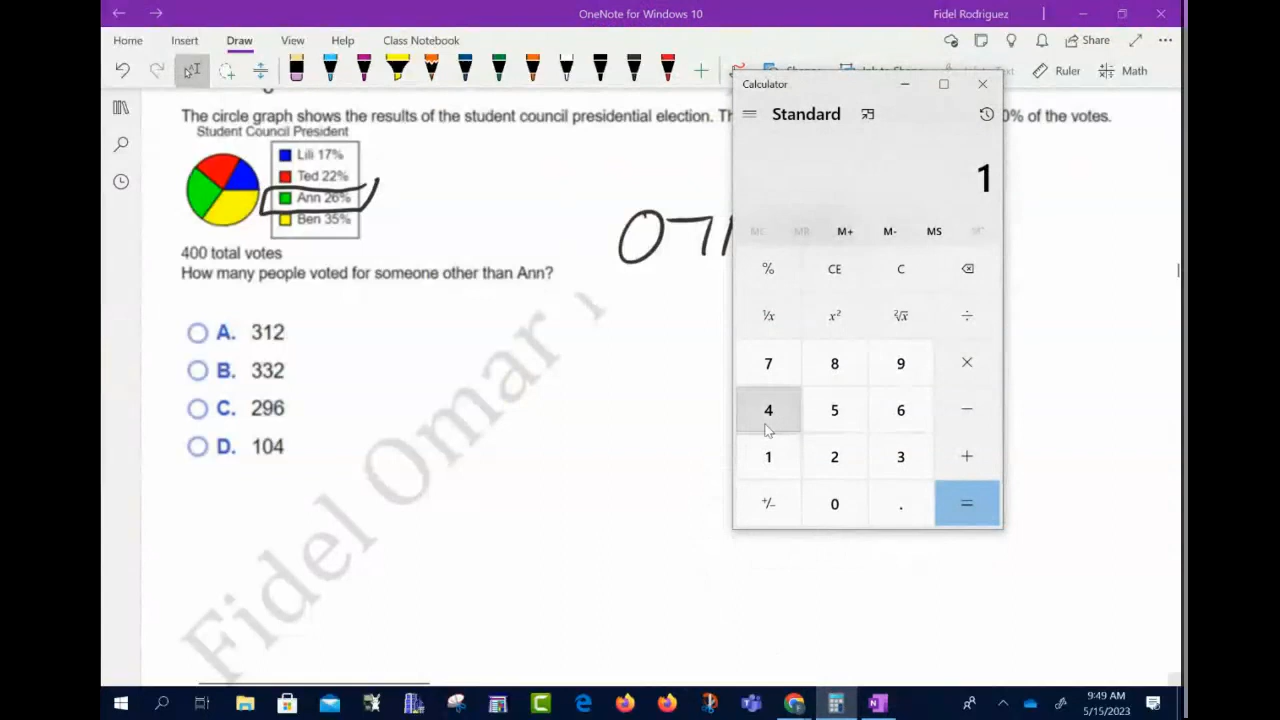 OneNote for Windows 10
Fidel Rodriguez
Home Insert Draw View Help Class Notebook
Share
Ruler
Math
Calculator
Standard
1
MC MR M+ M- MS
% CE C
¹/x x² ²√x ÷
7 8 9 ×
4 5 6 −
1 2 3 +
+/− 0 . =
The circle graph shows the results of the student council presidential election. 0% of the votes.
Student Council President
Lili 17%
Ted 22%
Ann 26%
Ben 35%
400 total votes
How many people voted for someone other than Ann?
A. 312
B. 332
C. 296
D. 104
Fidel Omar
9:49 AM
5/15/2023